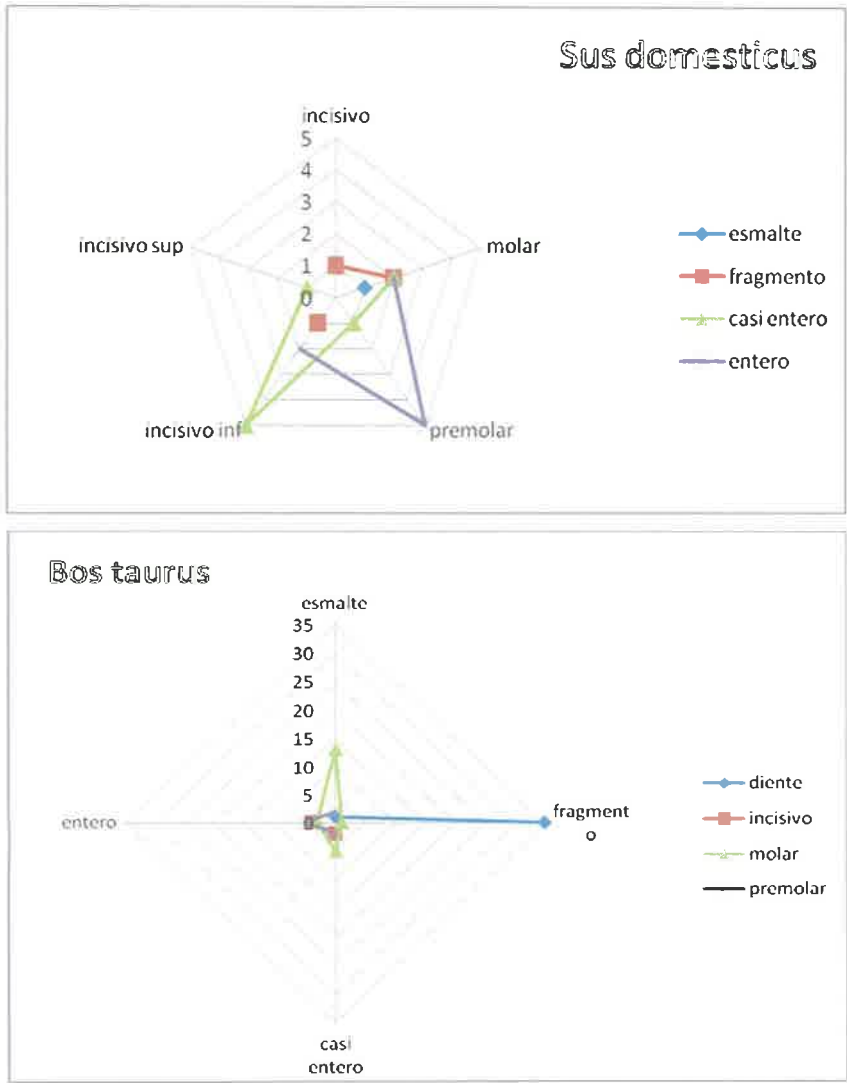 Sus domesticus
incisivo
5
4
3
2
1
0
incisivo sup
molar
incisivo inf
premolar
esmalte
fragmento
casi entero
entero
Bos taurus
esmalte
35
30
25
20
15
10
5
0
entero
fragment
o
casi
entero
diente
incisivo
molar
premolar